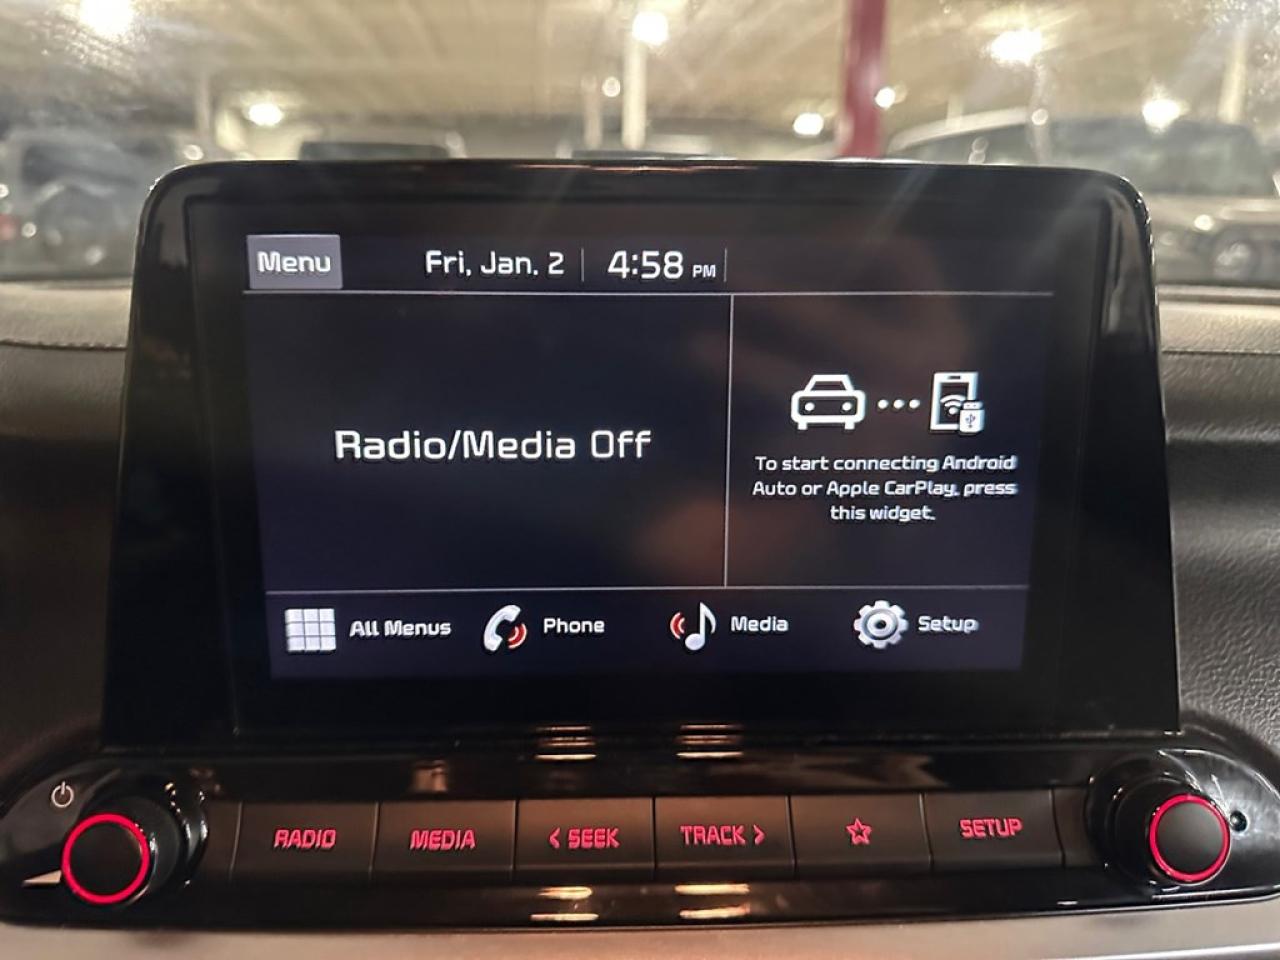 Menu
Fri, Jan. 2
4:58 PM
Radio/Media Off
To start connecting Android
Auto or Apple CarPlay, press
this widget.
All Menus
Phone
Media
Setup
RADIO
MEDIA
< SEEK
TRACK >
SETUP